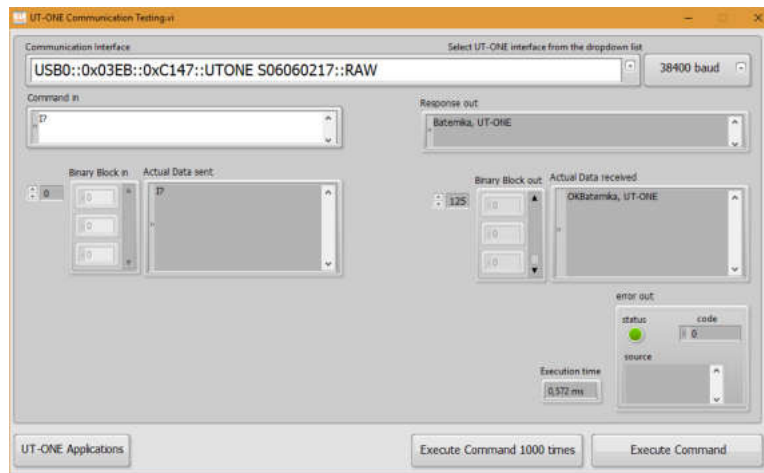 UT-ONE Communication Testing.vi
Communication Interface
Select UT-ONE interface from the dropdown list
USB0::0x03EB::0xC147::UTONE S06060217::RAW
38400 baud
Command in
I?
Response out
Batemika, UT-ONE
Binary Block in
Actual Data sent
0
0
0
0
I?
Binary Block out
Actual Data received
125
0
0
0
OKBatemika, UT-ONE
error out
status
code
0
source
Execution time
0,572 ms
UT-ONE Applications
Execute Command 1000 times
Execute Command